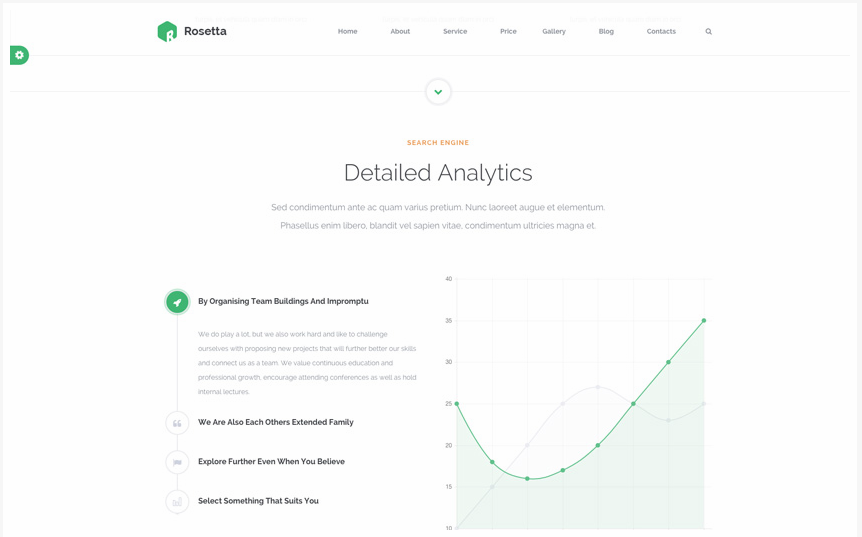 Rosetta
Home About Service Price Gallery Blog Contacts
SEARCH ENGINE
Detailed Analytics
Sed condimentum ante ac quam varius pretium. Nunc laoreet augue et elementum.
Phasellus enim libero, blandit vel sapien vitae, condimentum ultricies magna et.
By Organising Team Buildings And Impromptu
We do play a lot, but we also work hard and like to challenge
ourselves with proposing new projects that will further better our skills
and connect us as a team. We value continuous education and
professional growth, encourage attending conferences as well as hold
internal lectures.
We Are Also Each Others Extended Family
Explore Further Even When You Believe
Select Something That Suits You
40
35
30
25
20
15
10